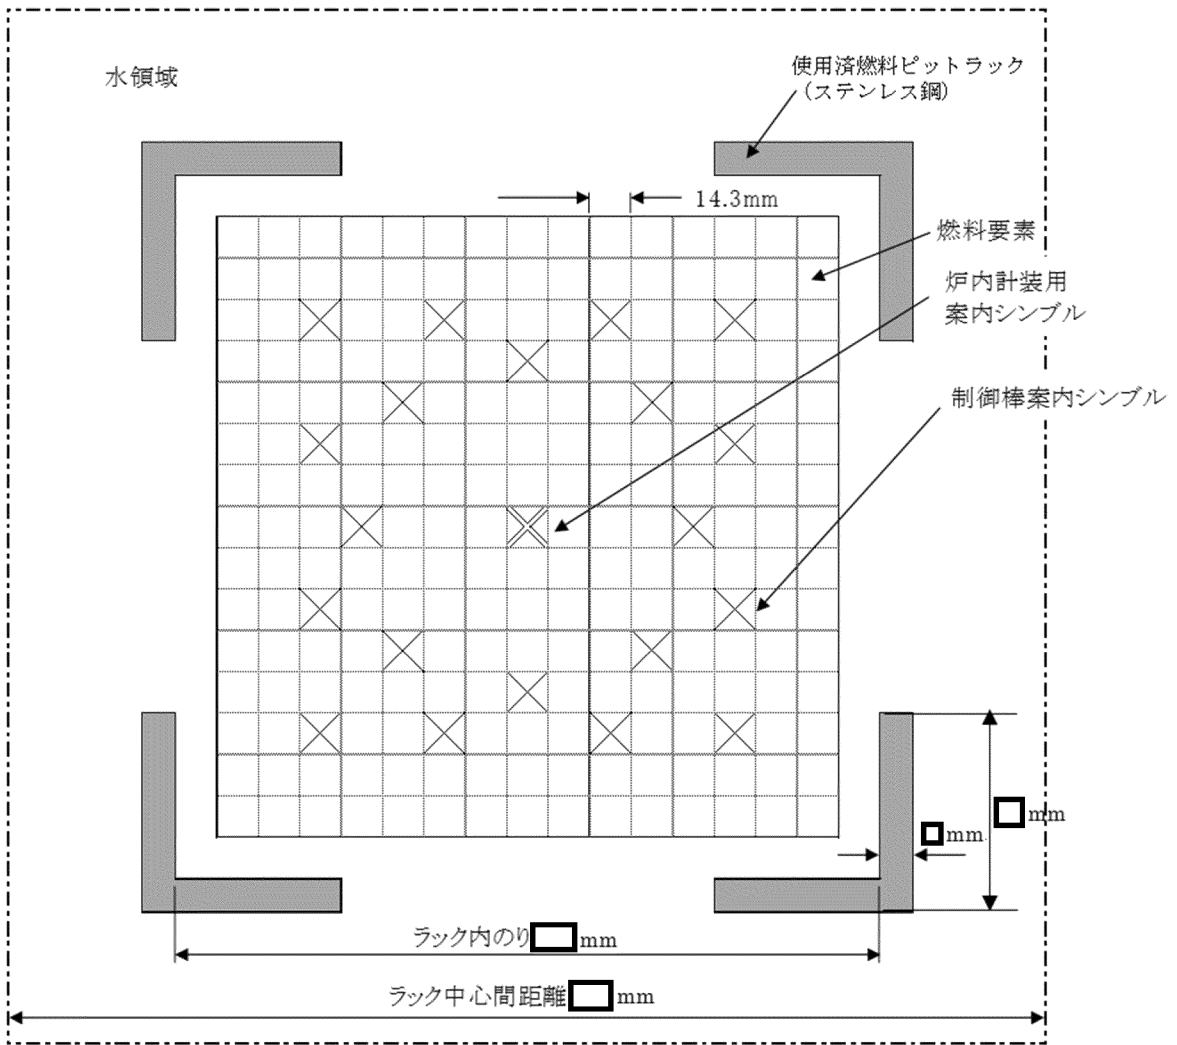 水領域
使用済燃料ピットラック
（ステンレス鋼）
14.3mm
燃料要素
炉内計装用
案内シンブル
制御棒案内シンブル
mm
mm
ラック内のり mm
ラック中心間距離 mm